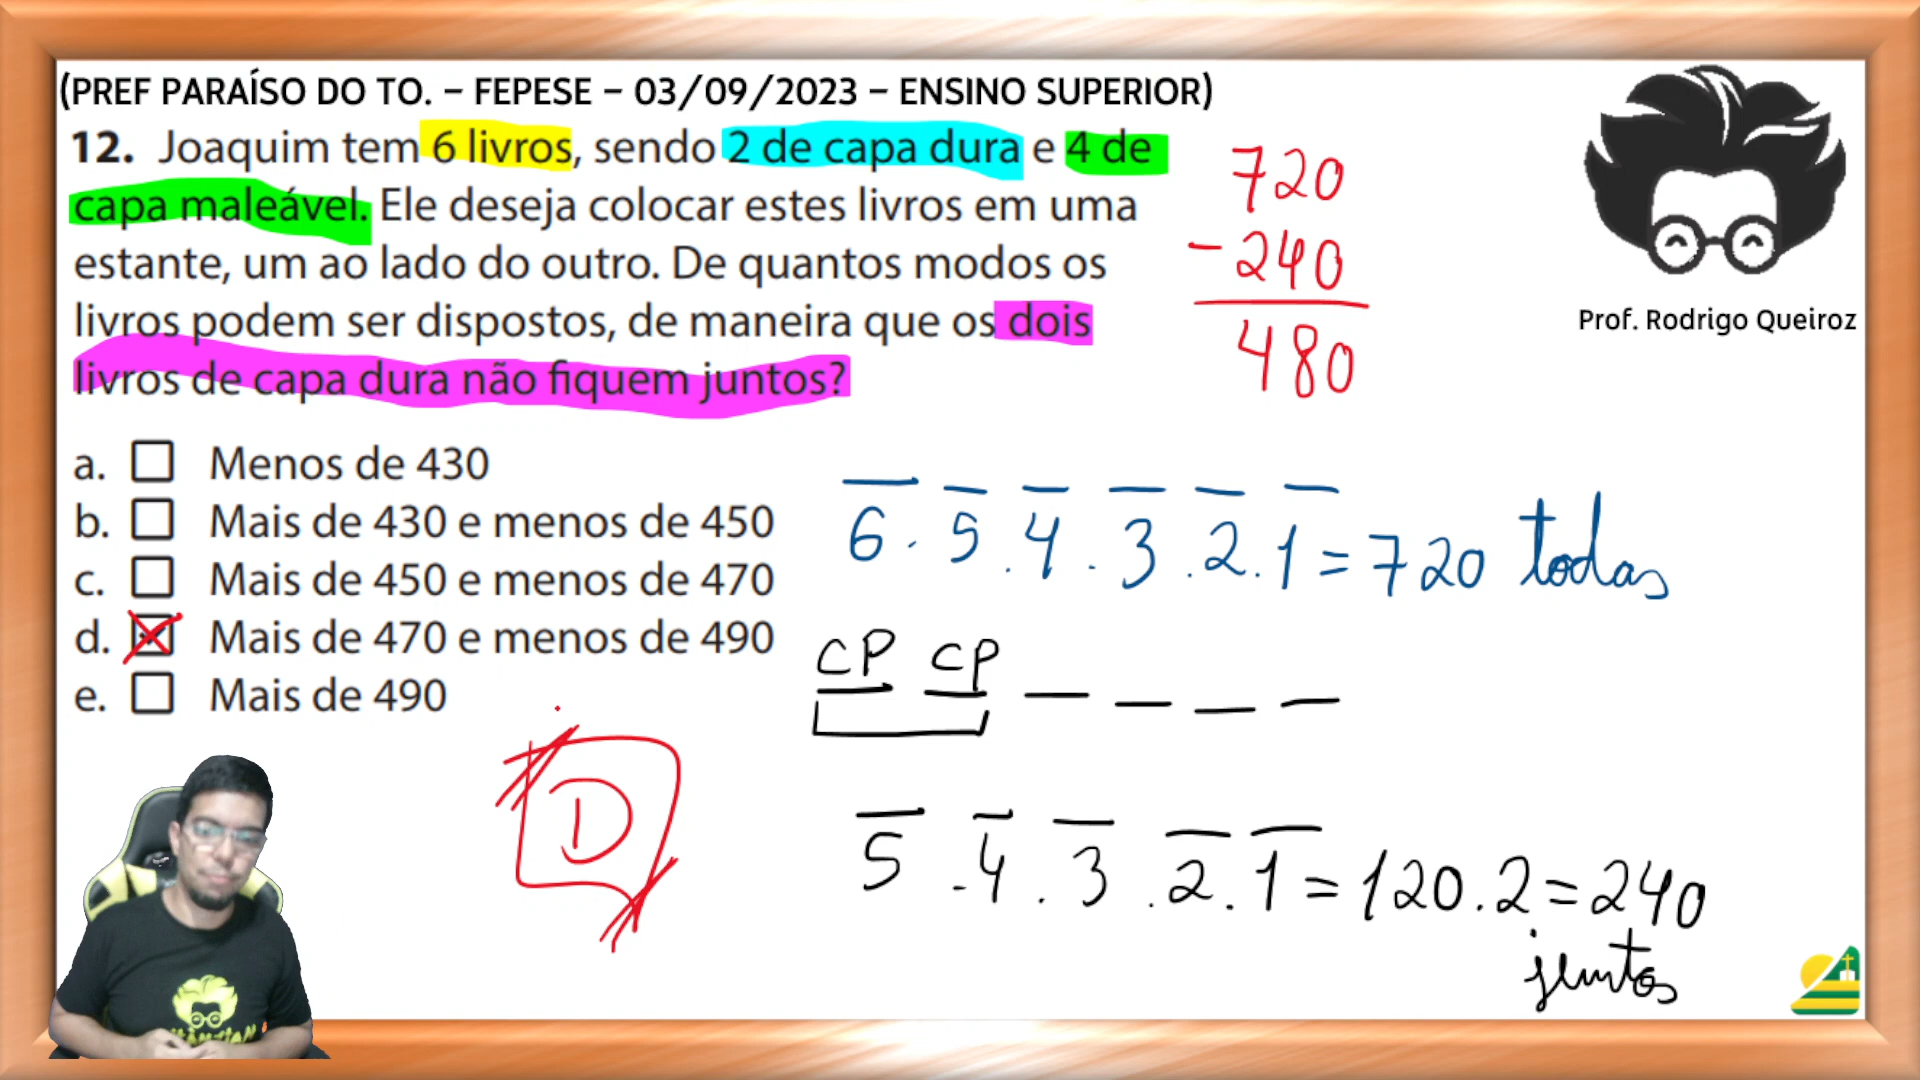 (PREF PARAÍSO DO TO. – FEPESE – 03/09/2023 – ENSINO SUPERIOR)
12. Joaquim tem 6 livros, sendo 2 de capa dura e 4 de
capa maleável. Ele deseja colocar estes livros em uma
estante, um ao lado do outro. De quantos modos os
livros podem ser dispostos, de maneira que os dois
livros de capa dura não fiquem juntos?
a. Menos de 430
b. Mais de 430 e menos de 450
c. Mais de 450 e menos de 470
d. Mais de 470 e menos de 490
e. Mais de 490
720
- 240
480
Prof. Rodrigo Queiroz
6 . 5 . 4 . 3 . 2 . 1 = 720 todas
CP CP
D
5 . 4 . 3 . 2 . 1 = 120 . 2 = 240
juntos